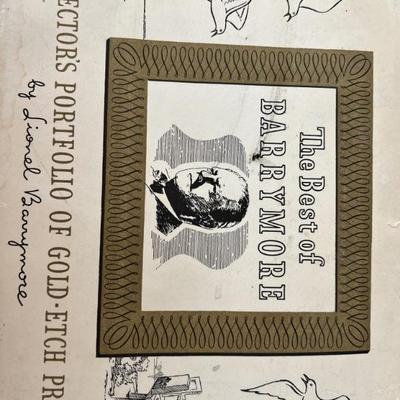 The Best of
BARRYMORE
ECTOR'S PORTFOLIO OF GOLD-ETCH PR
by Lionel Barrymore